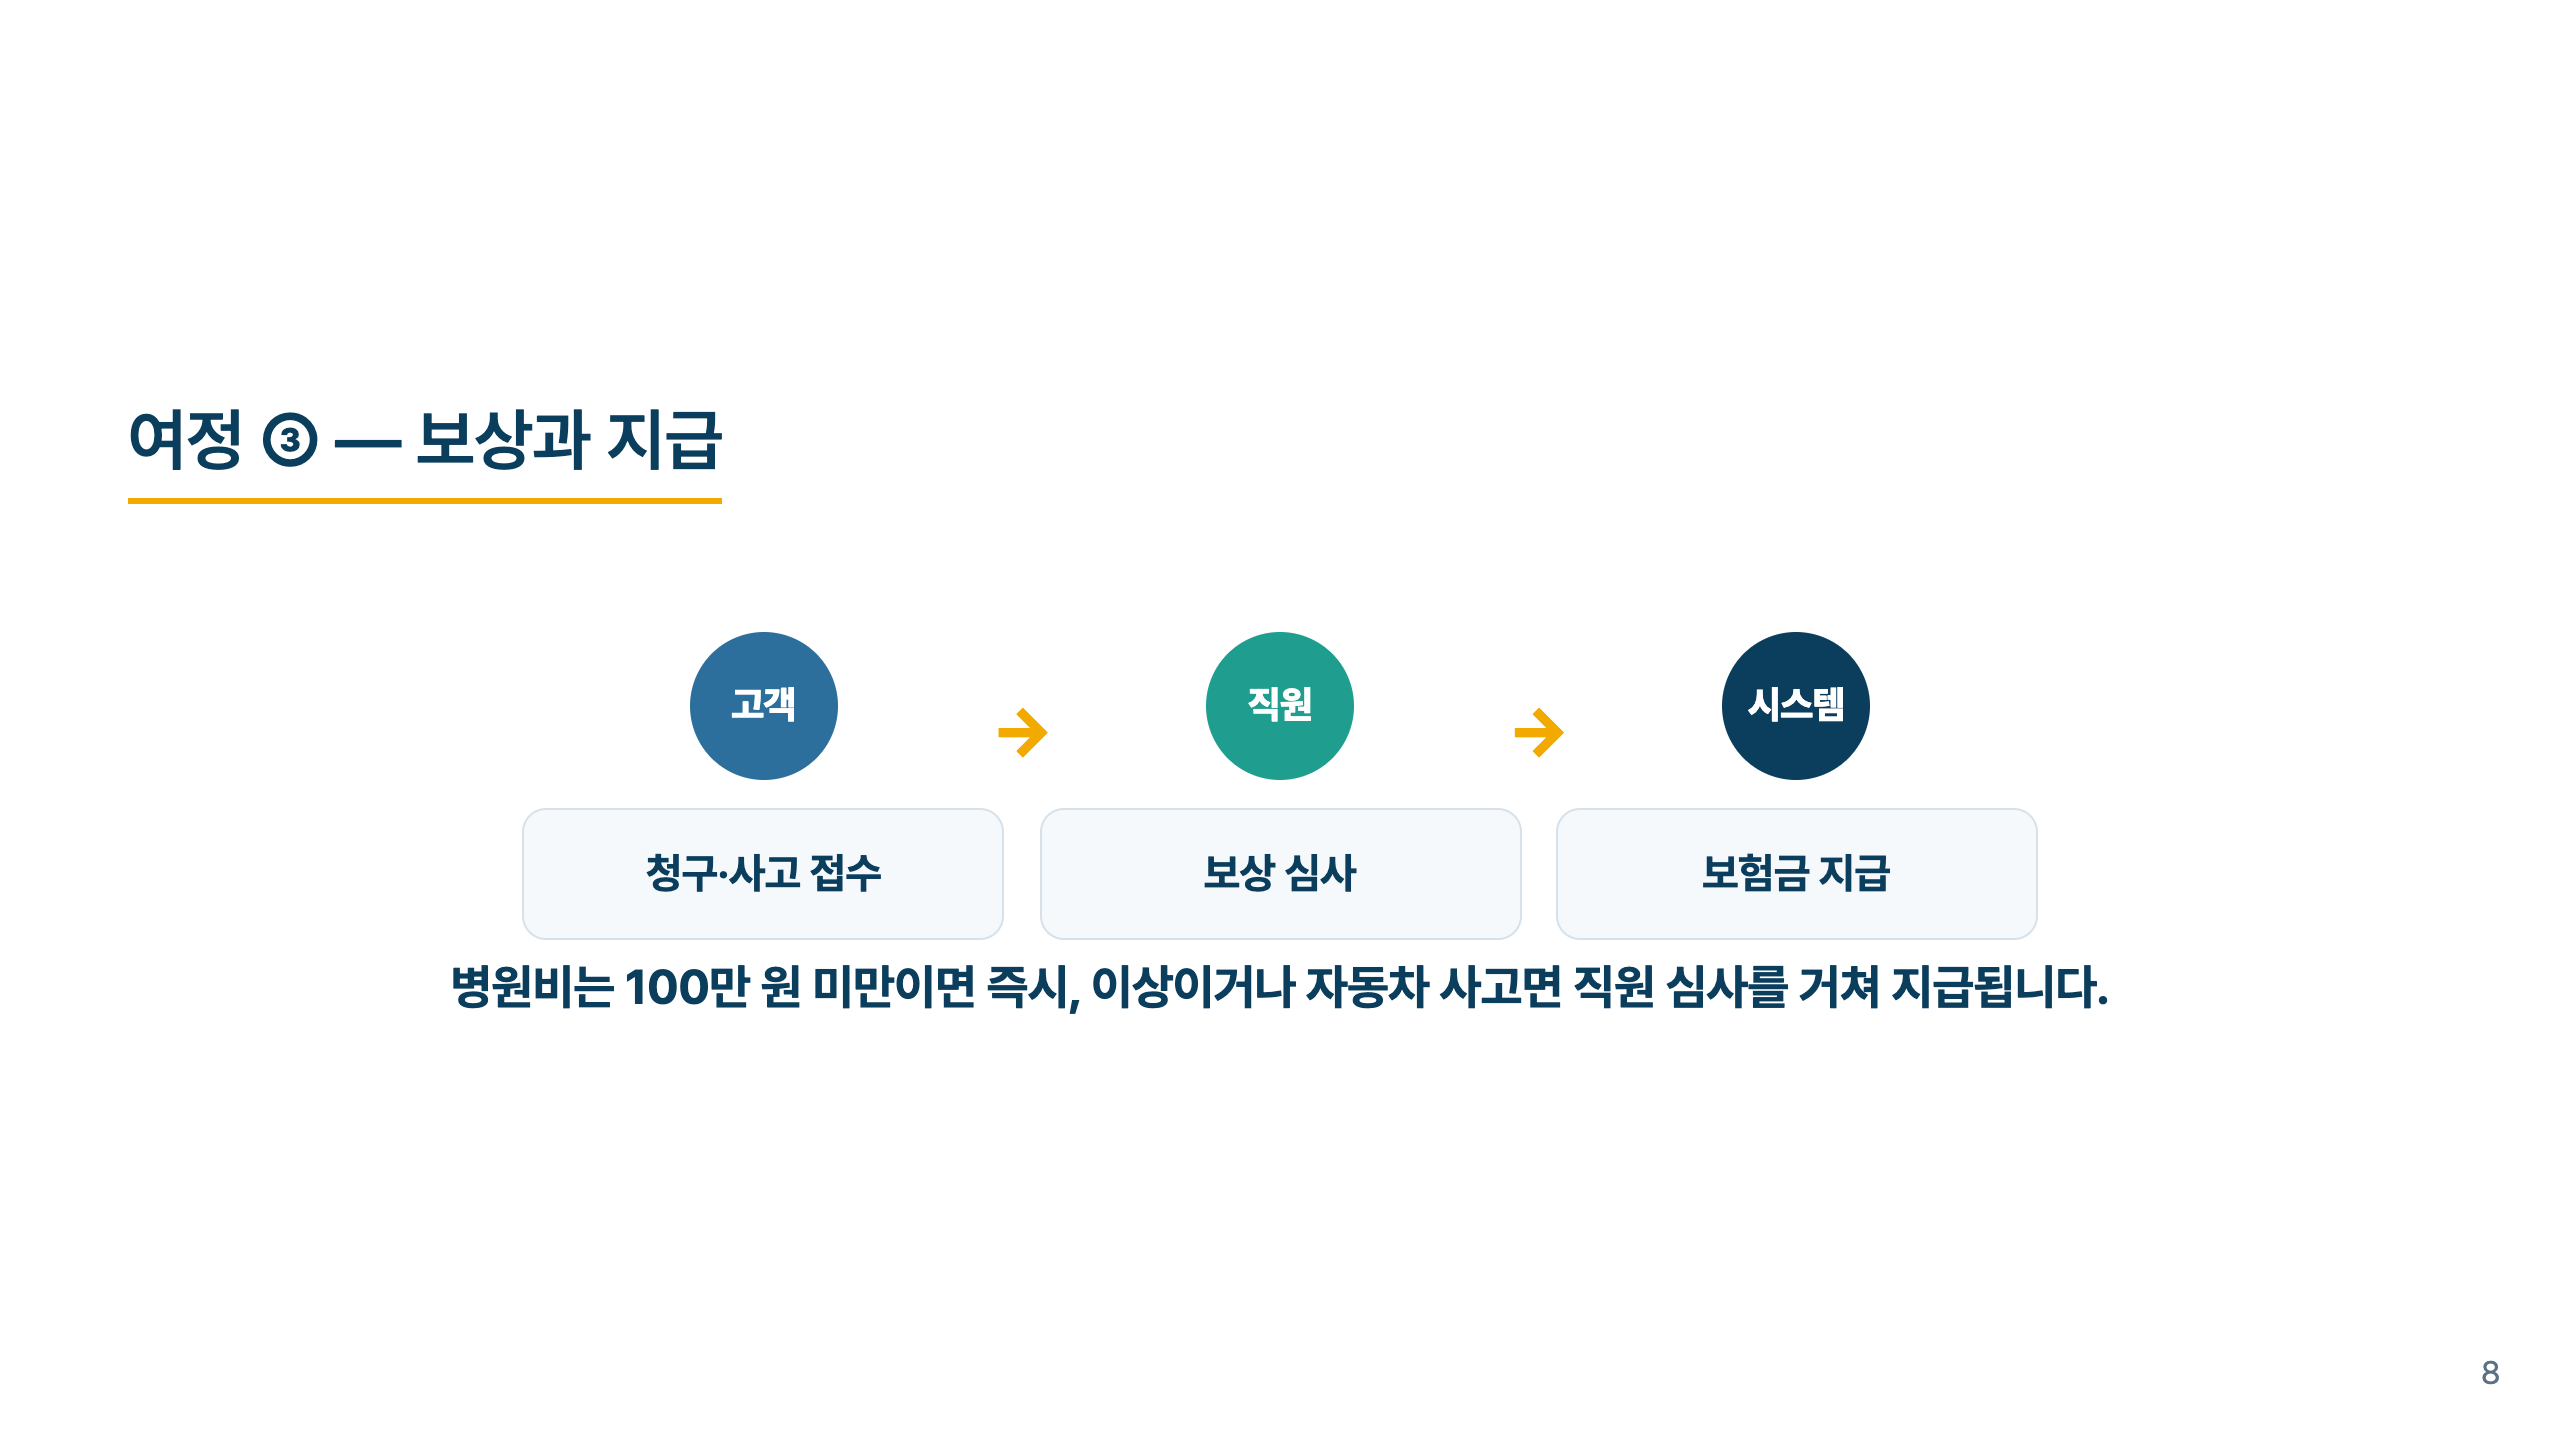 여정 ③ — 보상과 지급
고객 → 직원 → 시스템
청구·사고 접수
보상 심사
보험금 지급
병원비는 100만 원 미만이면 즉시, 이상이거나 자동차 사고면 직원 심사를 거쳐 지급됩니다.
8